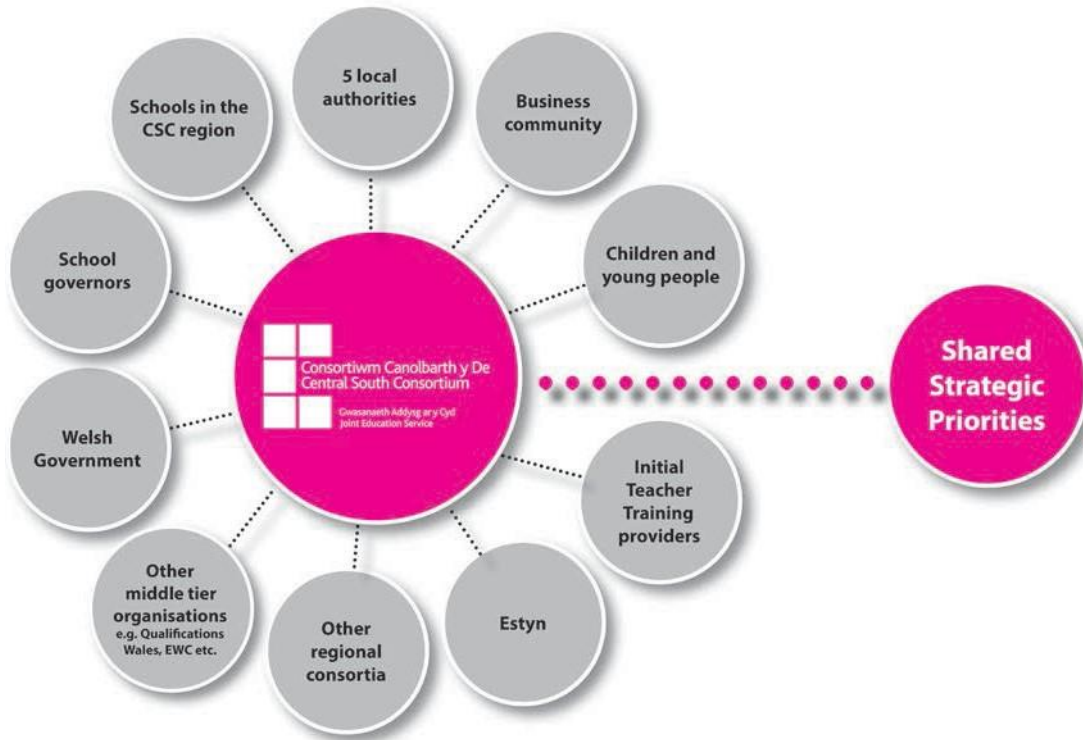 5 local
authorities
Business
community
Children and
young people
Initial
Teacher
Training
providers
Estyn
Other
regional
consortia
Other
middle tier
organisations
e.g. Qualifications
Wales, EWC etc.
Welsh
Government
School
governors
Schools in the
CSC region
Consortiwm Canolbarth y De
Central South Consortium
Gwasanaeth Addysg ar y Cyd
Joint Education Service
Shared
Strategic
Priorities